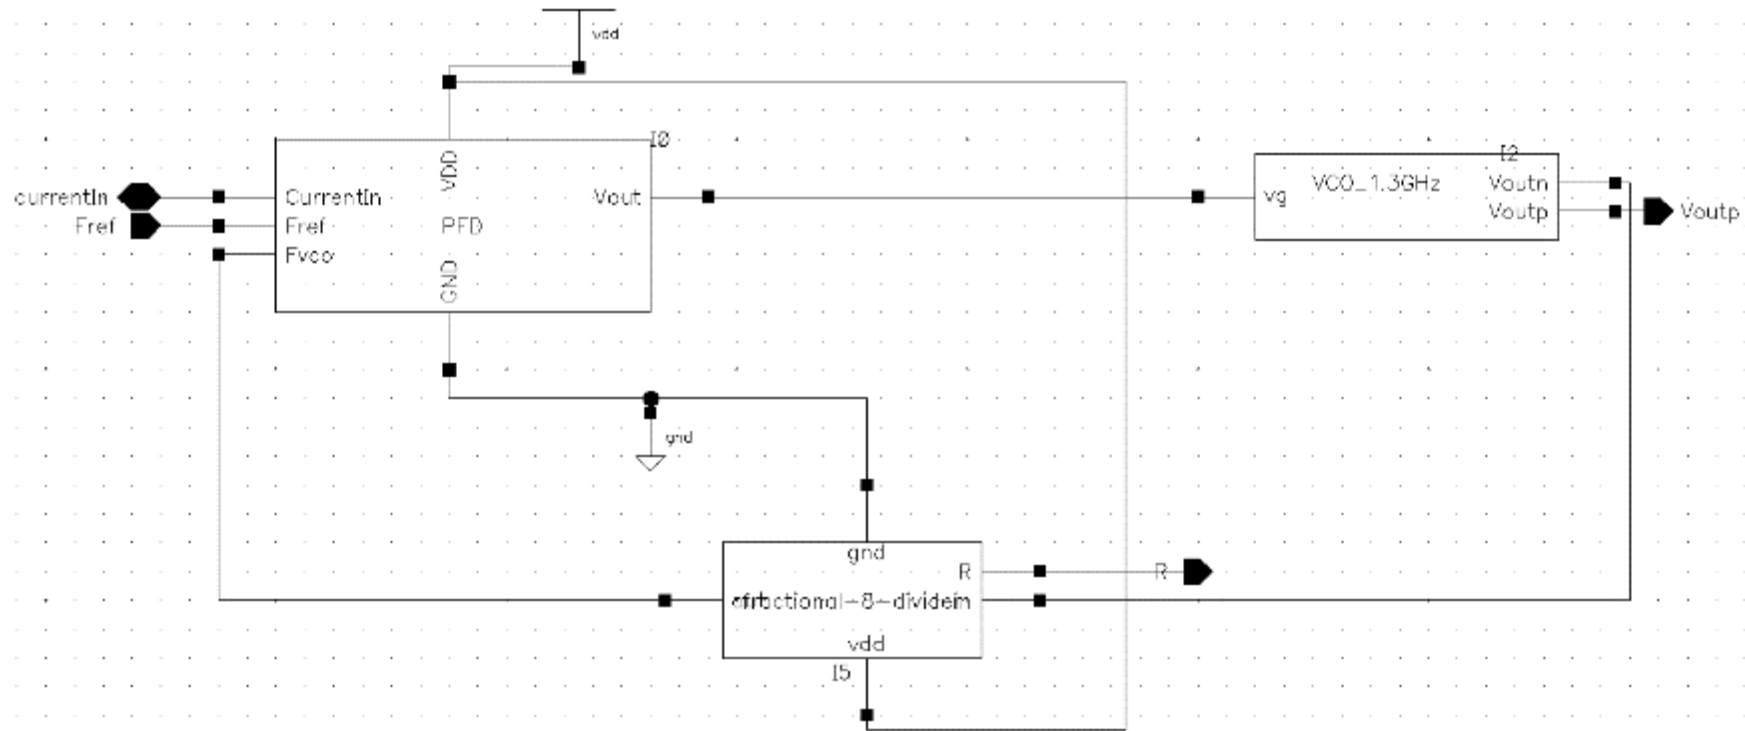 vdd
I0
I2
currentIn
CurrentIn
VDD
Vout
vg
VCO_1.3GHz
Voutn
Fref
Fref
PFD
Voutp
Voutp
Fvco
GND
gnd
gnd
R
R
vdd
I5